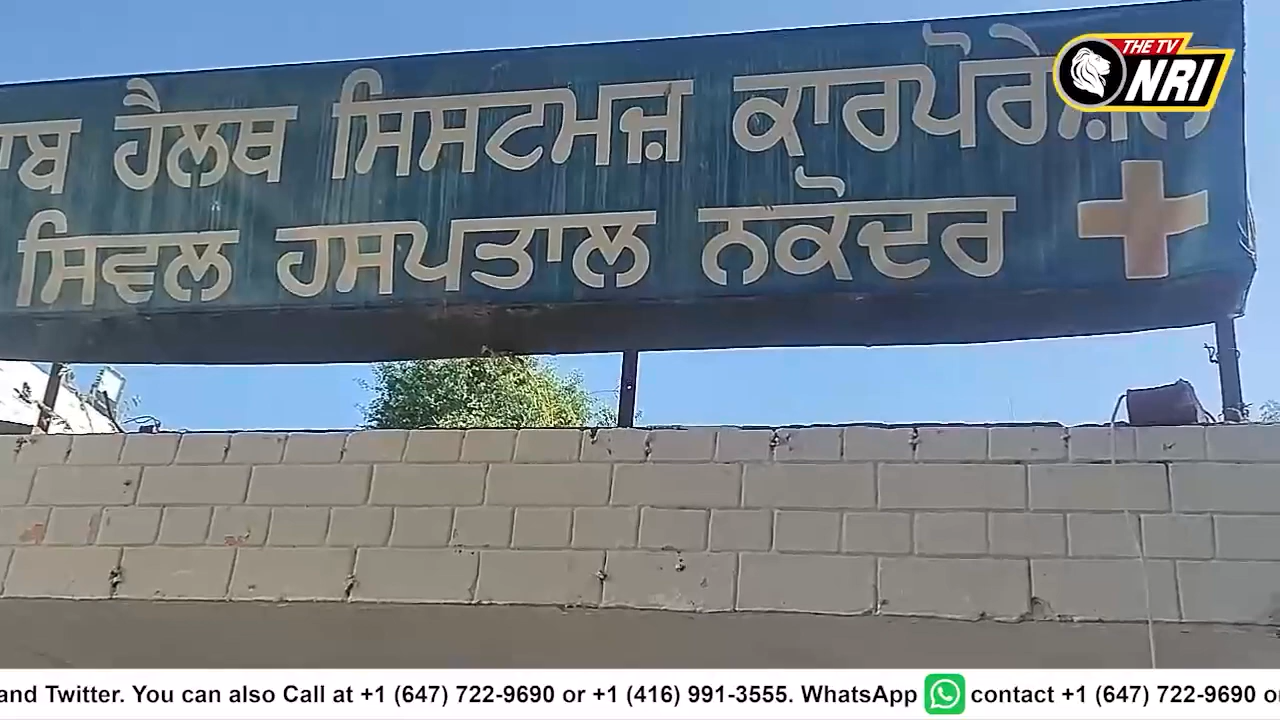 THE TV
NRI
ਹੈਲਥ ਸਿਸਟਮਜ਼ ਕਾਰਪੋਰੇਸ਼ਨ
ਸਿਵਲ ਹਸਪਤਾਲ ਨਕੋਦਰ
and Twitter. You can also Call at +1 (647) 722-9690 or +1 (416) 991-3555. WhatsApp contact +1 (647) 722-9690